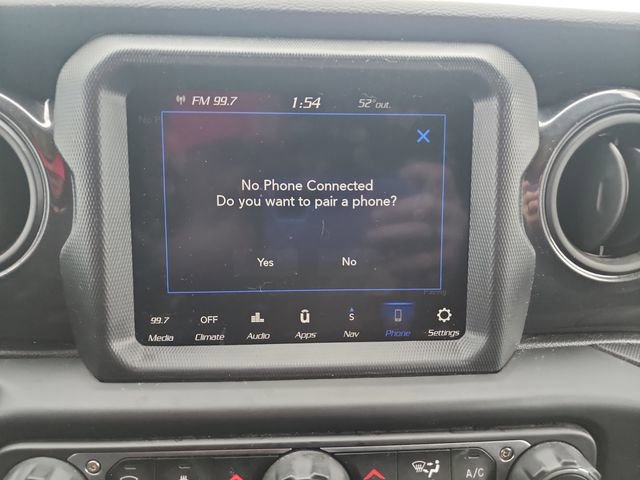 FM 99.7 1:54 52° out.
No
No Phone Connected
Do you want to pair a phone?
Yes No
99.7 OFF S
Media Climate Audio Apps Nav Phone Settings
A/C